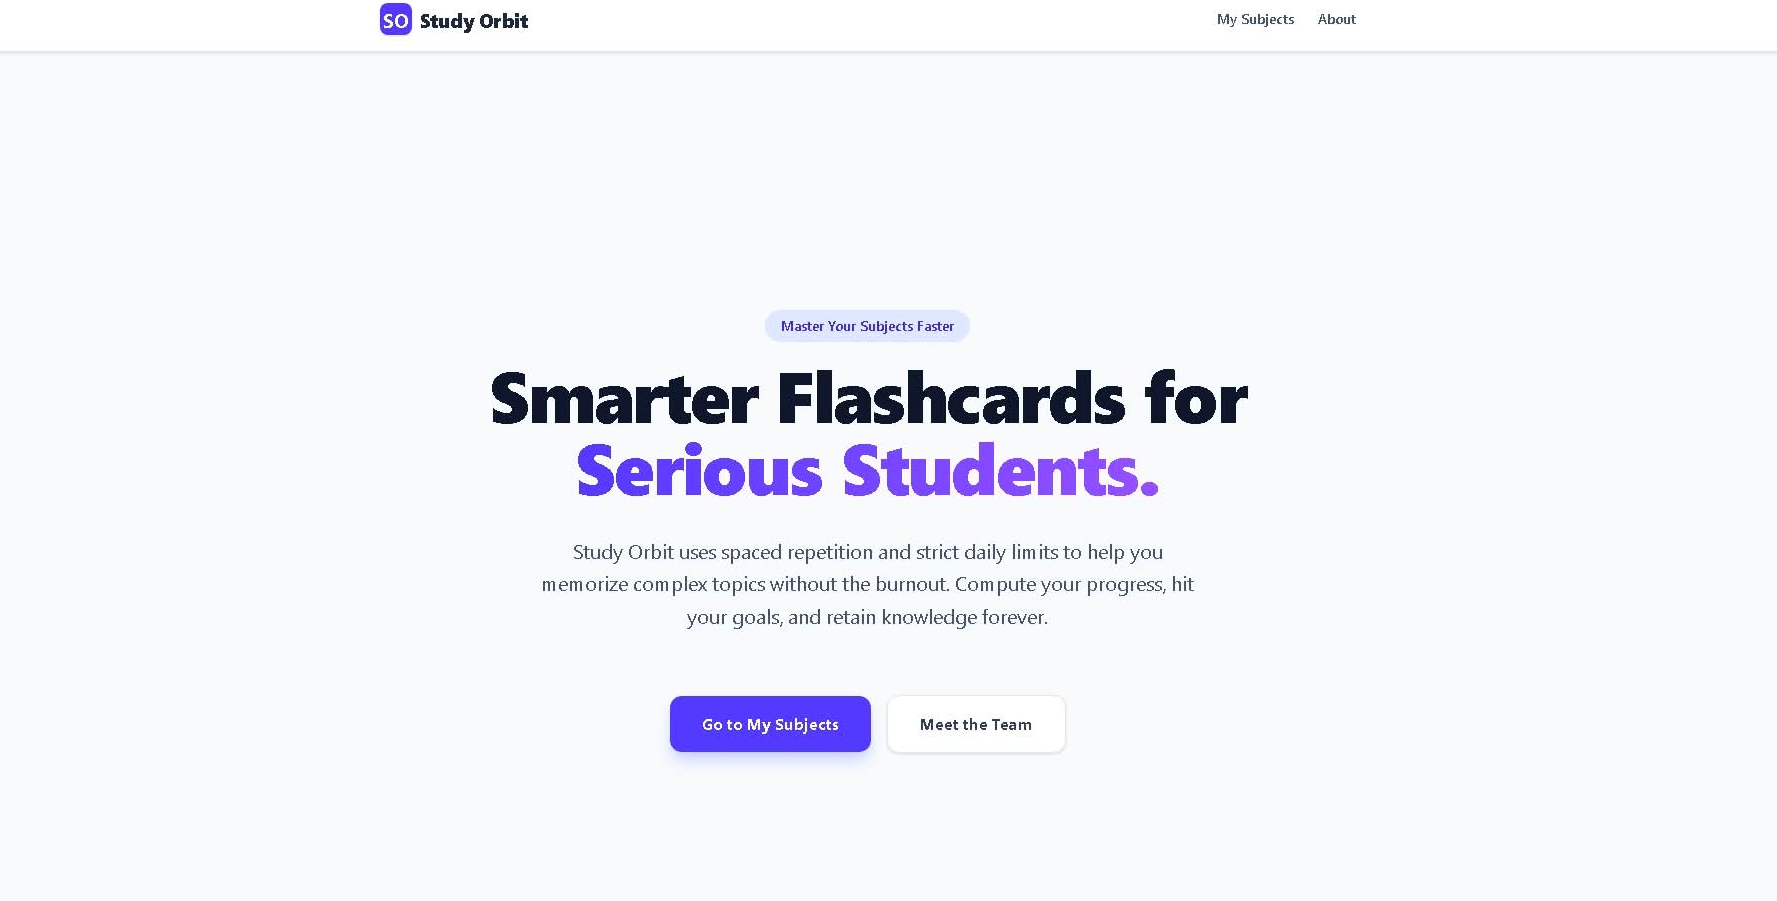 SO Study Orbit
My Subjects About
Master Your Subjects Faster
Smarter Flashcards for
Serious Students.
Study Orbit uses spaced repetition and strict daily limits to help you
memorize complex topics without the burnout. Compute your progress, hit
your goals, and retain knowledge forever.
Go to My Subjects
Meet the Team